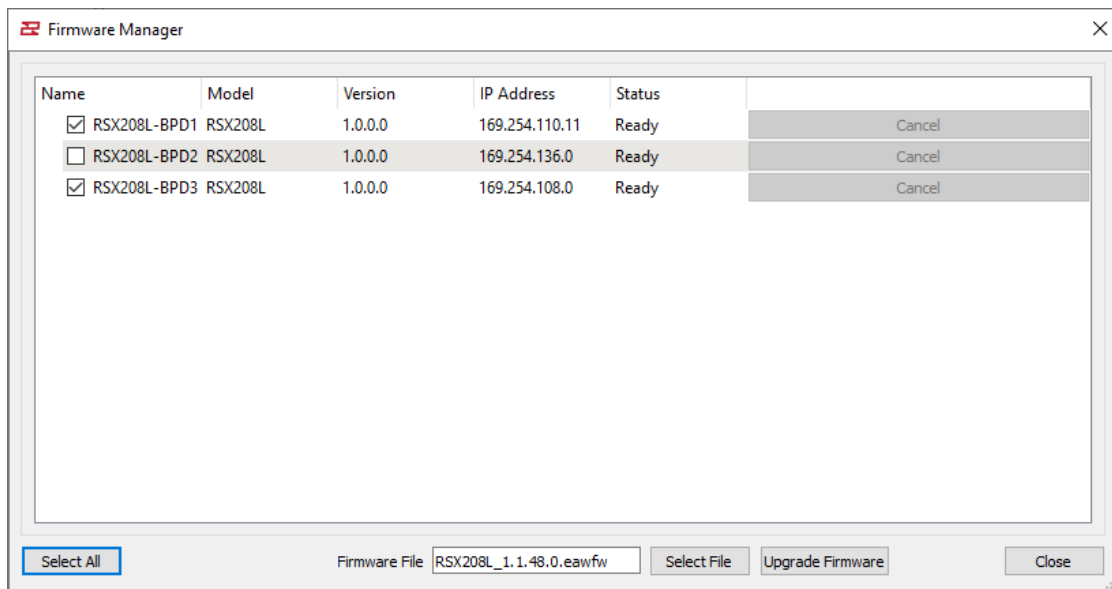 Firmware Manager
Name Model Version IP Address Status
RSX208L-BPD1 RSX208L 1.0.0.0 169.254.110.11 Ready Cancel
RSX208L-BPD2 RSX208L 1.0.0.0 169.254.136.0 Ready Cancel
RSX208L-BPD3 RSX208L 1.0.0.0 169.254.108.0 Ready Cancel
Select All Firmware File RSX208L_1.1.48.0.eawfw Select File Upgrade Firmware Close